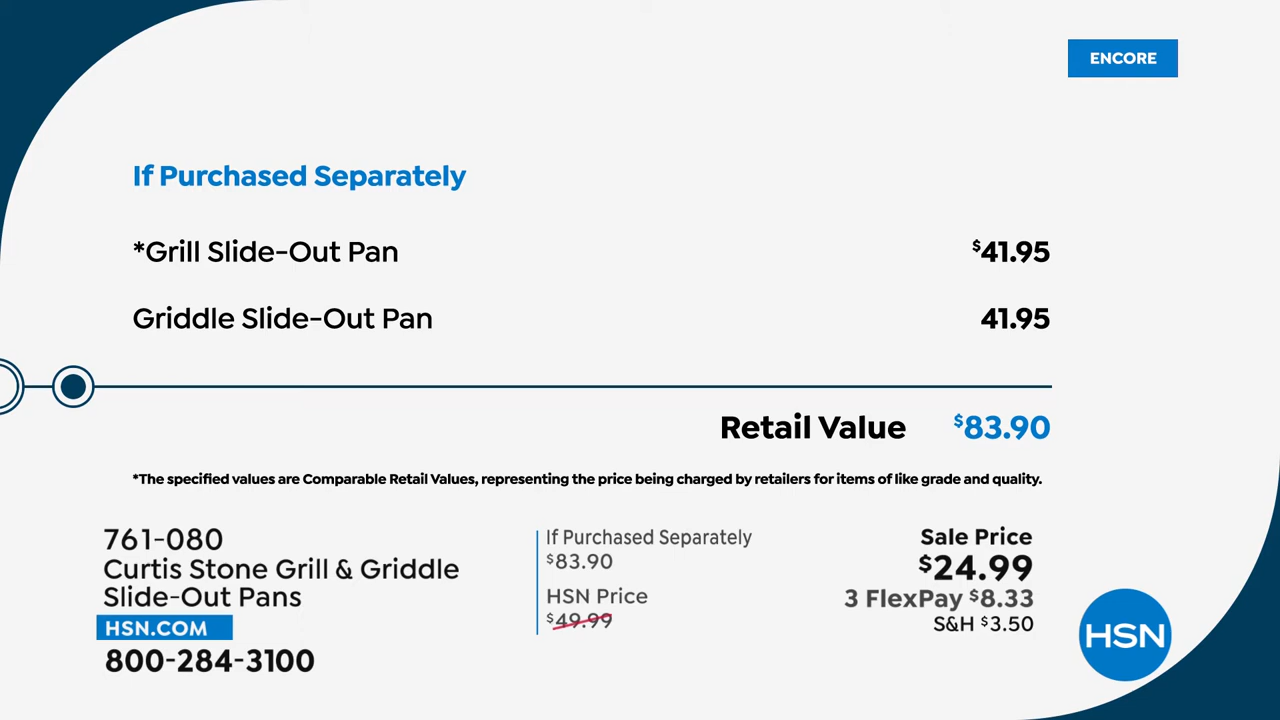 ENCORE
If Purchased Separately
*Grill Slide-Out Pan $41.95
Griddle Slide-Out Pan 41.95
Retail Value $83.90
*The specified values are Comparable Retail Values, representing the price being charged by retailers for items of like grade and quality.
761-080
Curtis Stone Grill & Griddle
Slide-Out Pans
HSN.COM
800-284-3100
If Purchased Separately
$83.90
HSN Price
$49.99
Sale Price
$24.99
3 FlexPay $8.33
S&H $3.50
HSN